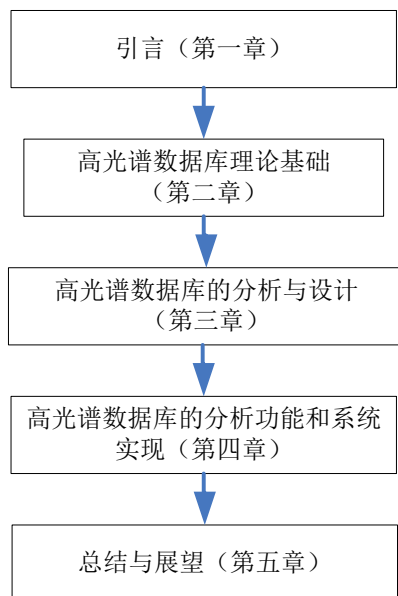 引言（第一章）
高光谱数据库理论基础
（第二章）
高光谱数据库的分析与设计
（第三章）
高光谱数据库的分析功能和系统
实现（第四章）
总结与展望（第五章）